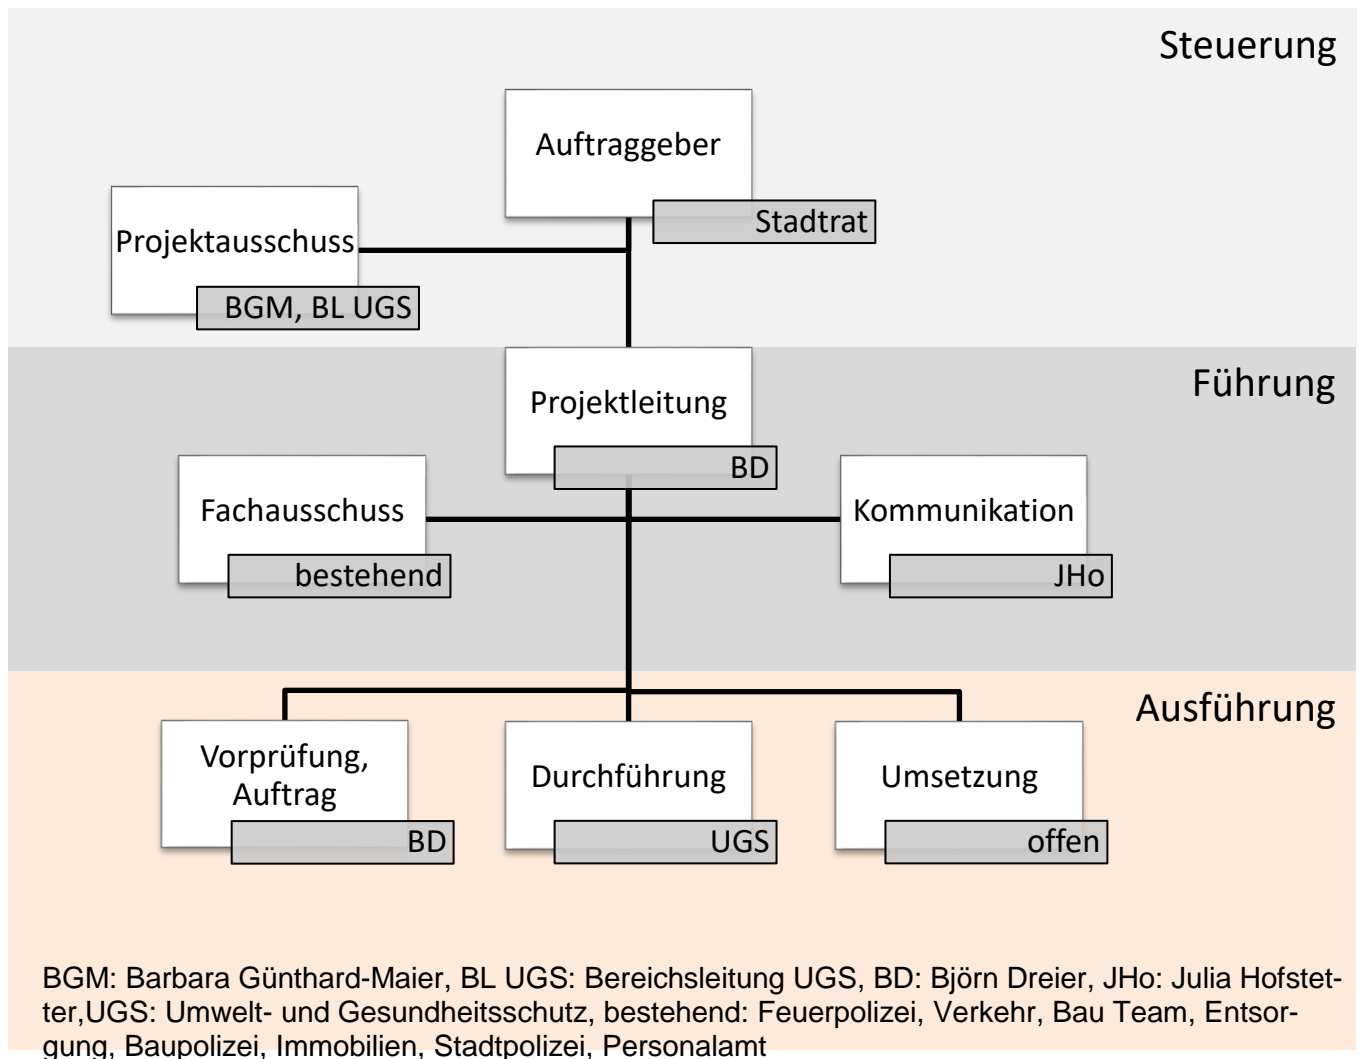 Steuerung
Auftraggeber
Stadtrat
Projektausschuss
BGM, BL UGS
Führung
Projektleitung
BD
Fachausschuss
bestehend
Kommunikation
JHo
Ausführung
Vorprüfung,
Auftrag
BD
Durchführung
UGS
Umsetzung
offen
BGM: Barbara Günthard-Maier, BL UGS: Bereichsleitung UGS, BD: Björn Dreier, JHo: Julia Hofstet-
ter,UGS: Umwelt- und Gesundheitsschutz, bestehend: Feuerpolizei, Verkehr, Bau Team, Entsor-
gung, Baupolizei, Immobilien, Stadtpolizei, Personalamt